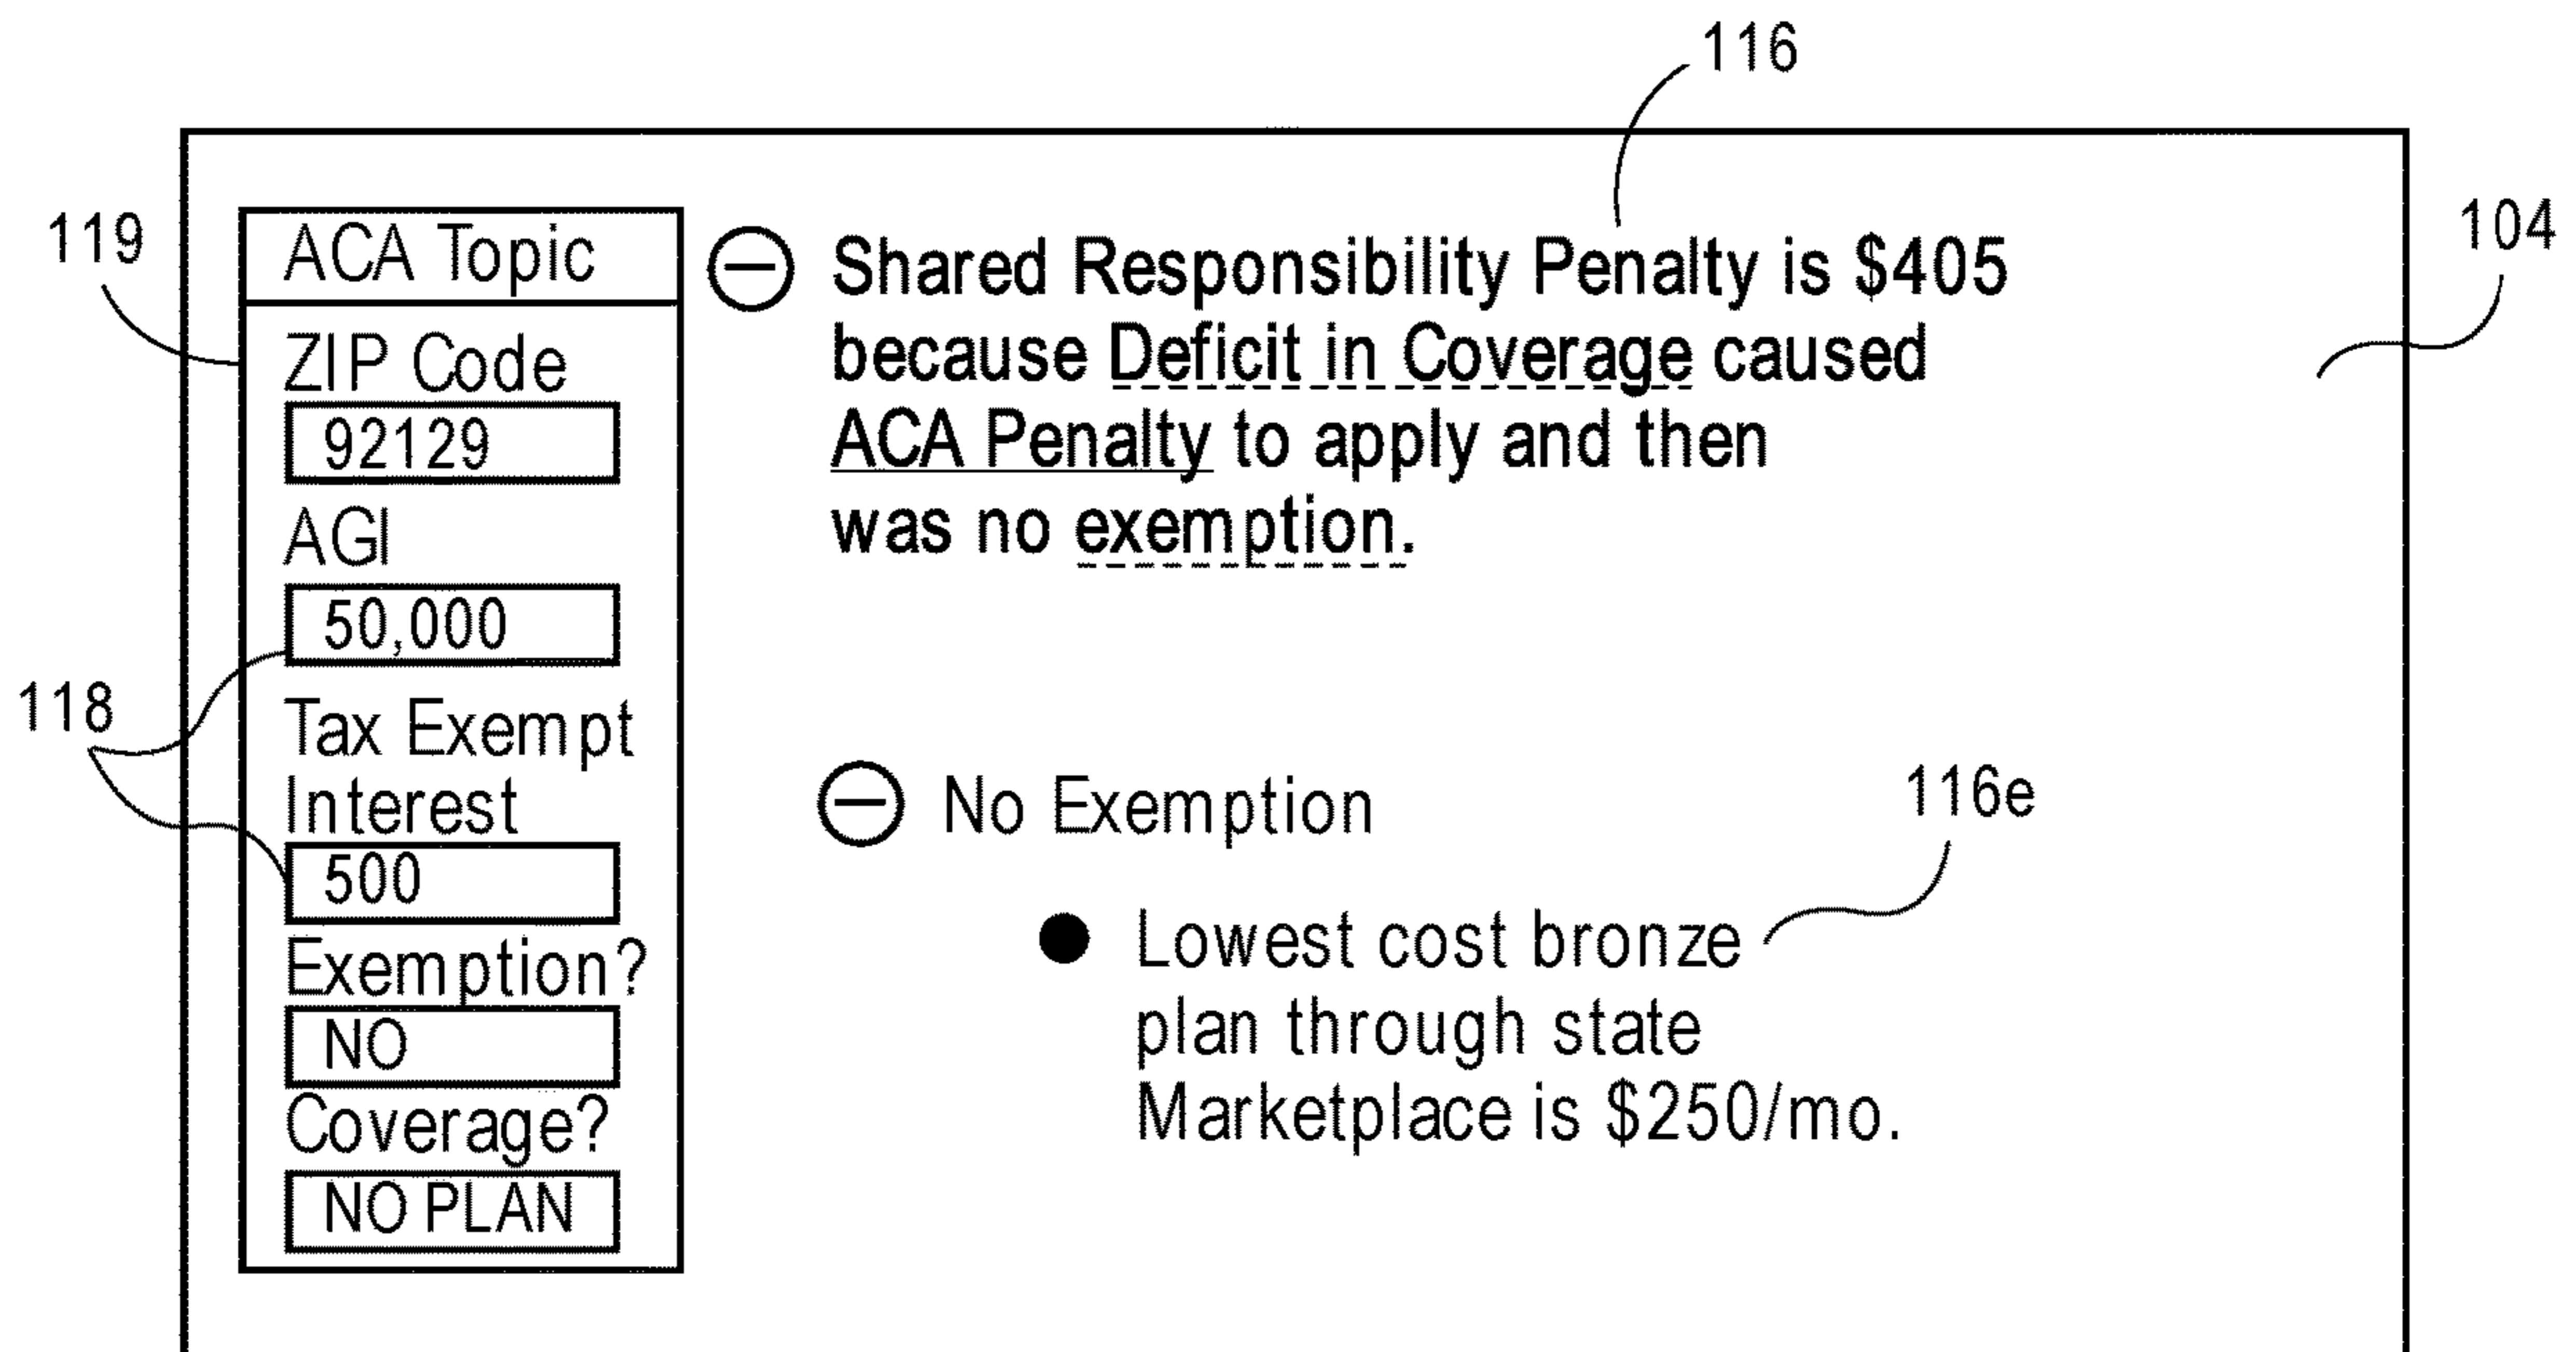 116
104
119
ACA Topic
ZIP Code
92129
AGI
50,000
118
Tax Exempt
Interest
500
Exemption?
NO
Coverage?
NO PLAN
Shared Responsibility Penalty is $405
because Deficit in Coverage caused
ACA Penalty to apply and then
was no exemption.
No Exemption
116e
● Lowest cost bronze
plan through state
Marketplace is $250/mo.